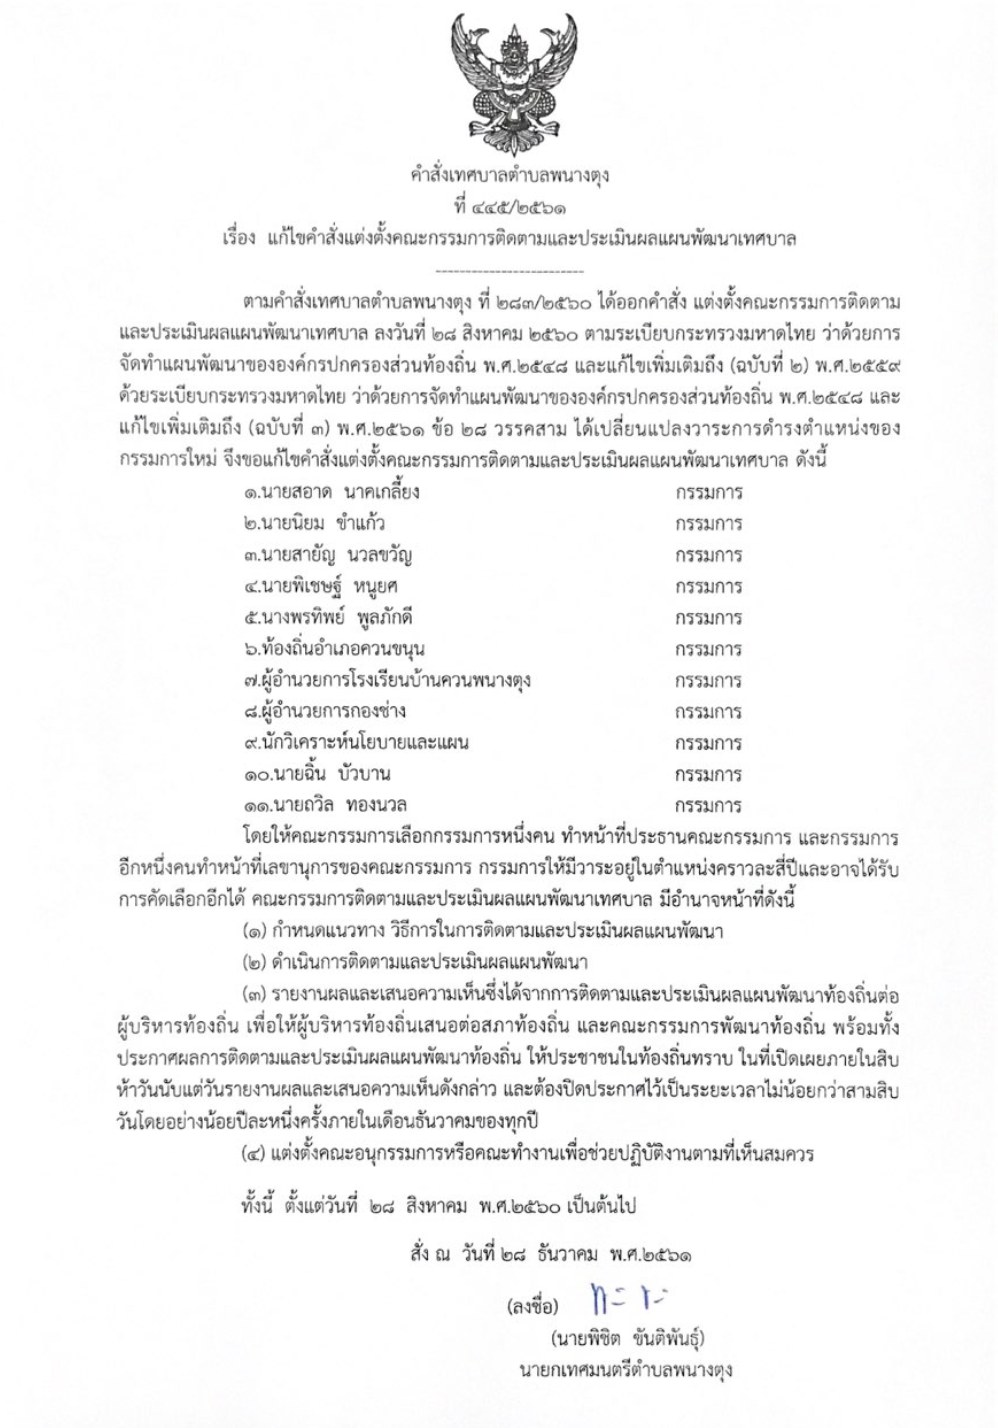 คำสั่งเทศบาลตำบลพนางตุง
ที่ ๔๔๕/๒๕๖๑
เรื่อง แก้ไขคำสั่งแต่งตั้งคณะกรรมการติดตามและประเมินผลแผนพัฒนาเทศบาล
-------------------------
ตามคำสั่งเทศบาลตำบลพนางตุง ที่ ๒๘๓/๒๕๖๐ ได้ออกคำสั่ง แต่งตั้งคณะกรรมการติดตาม
และประเมินผลแผนพัฒนาเทศบาล ลงวันที่ ๒๘ สิงหาคม ๒๕๖๐ ตามระเบียบกระทรวงมหาดไทย ว่าด้วยการ
จัดทำแผนพัฒนาขององค์กรปกครองส่วนท้องถิ่น พ.ศ.๒๕๔๘ และแก้ไขเพิ่มเติมถึง (ฉบับที่ ๒) พ.ศ.๒๕๕๙
ด้วยระเบียบกระทรวงมหาดไทย ว่าด้วยการจัดทำแผนพัฒนาขององค์กรปกครองส่วนท้องถิ่น พ.ศ.๒๕๔๘ และ
แก้ไขเพิ่มเติมถึง (ฉบับที่ ๓) พ.ศ.๒๕๖๑ ข้อ ๒๘ วรรคสาม ได้เปลี่ยนแปลงวาระการดำรงตำแหน่งของ
กรรมการใหม่ จึงขอแก้ไขคำสั่งแต่งตั้งคณะกรรมการติดตามและประเมินผลแผนพัฒนาเทศบาล ดังนี้
๑.นายสอาด นาคเกลี้ยง กรรมการ
๒.นายนิยม ขำแก้ว กรรมการ
๓.นายสายัญ นวลขวัญ กรรมการ
๔.นายพิเชษฐ์ หนูยศ กรรมการ
๕.นางพรทิพย์ พูลภักดี กรรมการ
๖.ท้องถิ่นอำเภอควนขนุน กรรมการ
๗.ผู้อำนวยการโรงเรียนบ้านควนพนางตุง กรรมการ
๘.ผู้อำนวยการกองช่าง กรรมการ
๙.นักวิเคราะห์นโยบายและแผน กรรมการ
๑๐.นายฉิ้น บัวบาน กรรมการ
๑๑.นายถวิล ทองนวล กรรมการ
โดยให้คณะกรรมการเลือกกรรมการหนึ่งคน ทำหน้าที่ประธานคณะกรรมการ และกรรมการ
อีกหนึ่งคนทำหน้าที่เลขานุการของคณะกรรมการ กรรมการให้มีวาระอยู่ในตำแหน่งคราวละสี่ปีและอาจได้รับ
การคัดเลือกอีกได้ คณะกรรมการติดตามและประเมินผลแผนพัฒนาเทศบาล มีอำนาจหน้าที่ดังนี้
(๑) กำหนดแนวทาง วิธีการในการติดตามและประเมินผลแผนพัฒนา
(๒) ดำเนินการติดตามและประเมินผลแผนพัฒนา
(๓) รายงานผลและเสนอความเห็นซึ่งได้จากการติดตามและประเมินผลแผนพัฒนาท้องถิ่นต่อ
ผู้บริหารท้องถิ่น เพื่อให้ผู้บริหารท้องถิ่นเสนอต่อสภาท้องถิ่น และคณะกรรมการพัฒนาท้องถิ่น พร้อมทั้ง
ประกาศผลการติดตามและประเมินผลแผนพัฒนาท้องถิ่น ให้ประชาชนในท้องถิ่นทราบ ในที่เปิดเผยภายในสิบ
ห้าวันนับแต่วันรายงานผลและเสนอความเห็นดังกล่าว และต้องปิดประกาศไว้เป็นระยะเวลาไม่น้อยกว่าสามสิบ
วันโดยอย่างน้อยปีละหนึ่งครั้งภายในเดือนธันวาคมของทุกปี
(๔) แต่งตั้งคณะอนุกรรมการหรือคณะทำงานเพื่อช่วยปฏิบัติงานตามที่เห็นสมควร
ทั้งนี้ ตั้งแต่วันที่ ๒๘ สิงหาคม พ.ศ.๒๕๖๐ เป็นต้นไป
สั่ง ณ วันที่ ๒๘ ธันวาคม พ.ศ.๒๕๖๑
(ลงชื่อ)
(นายพิชิต ขันติพันธุ์)
นายกเทศมนตรีตำบลพนางตุง